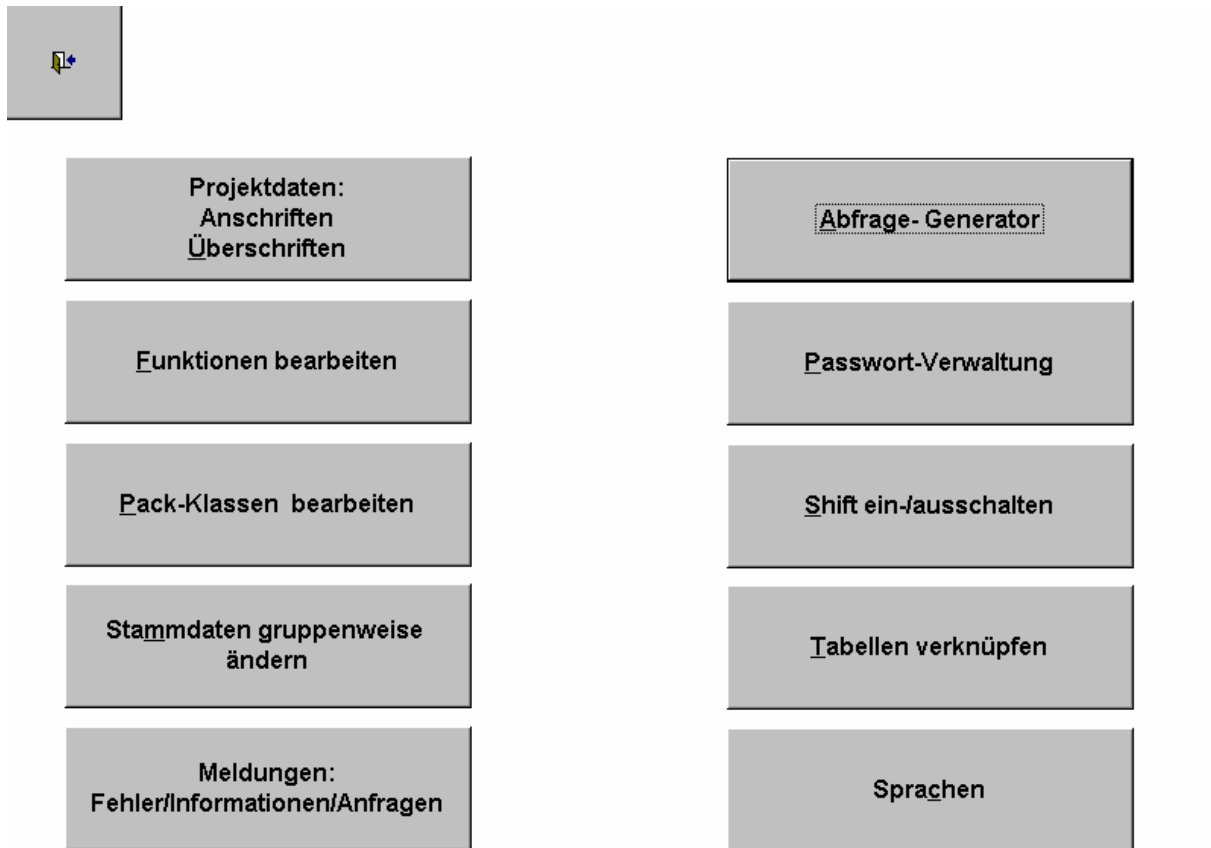 Projektdaten:
Anschriften
Überschriften
Funktionen bearbeiten
Pack-Klassen bearbeiten
Stammdaten gruppenweise
ändern
Meldungen:
Fehler/Informationen/Anfragen
Abfrage- Generator
Passwort-Verwaltung
Shift ein-/ausschalten
Tabellen verknüpfen
Sprachen